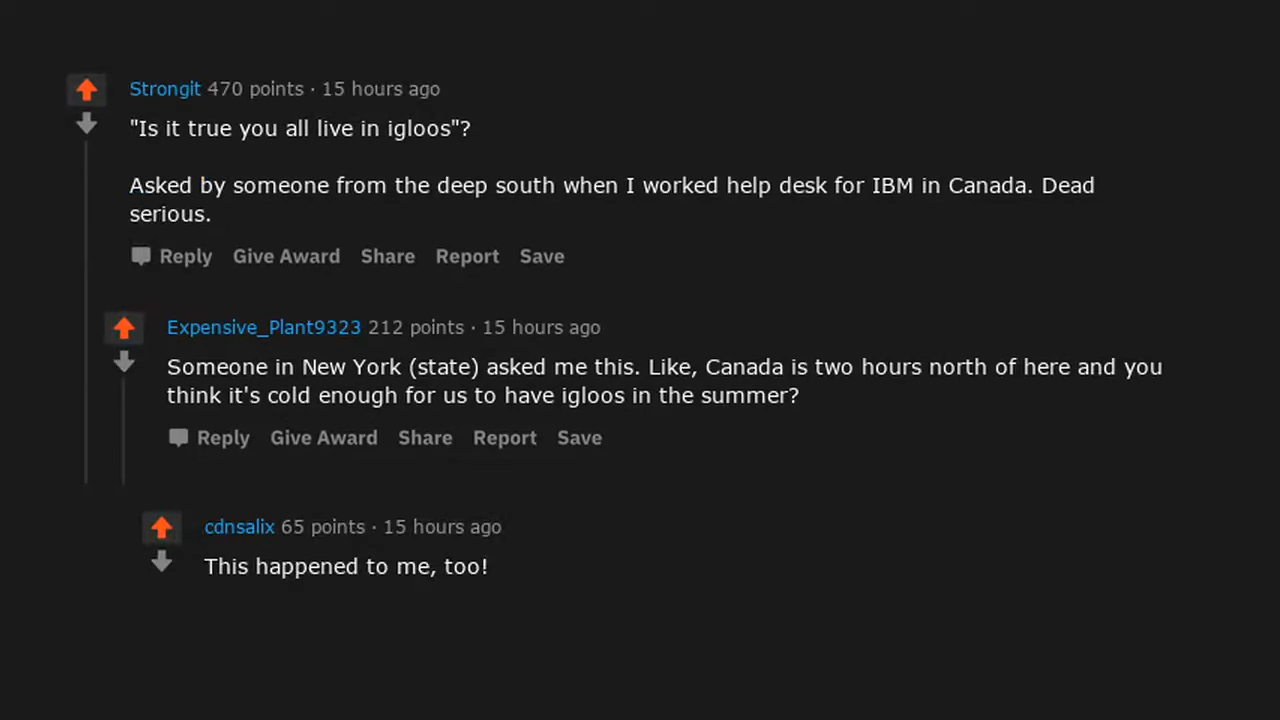 Strongit 470 points · 15 hours ago
"Is it true you all live in igloos"?
Asked by someone from the deep south when I worked help desk for IBM in Canada. Dead
serious.
Reply Give Award Share Report Save
Expensive_Plant9323 212 points · 15 hours ago
Someone in New York (state) asked me this. Like, Canada is two hours north of here and you
think it's cold enough for us to have igloos in the summer?
Reply Give Award Share Report Save
cdnsalix 65 points · 15 hours ago
This happened to me, too!